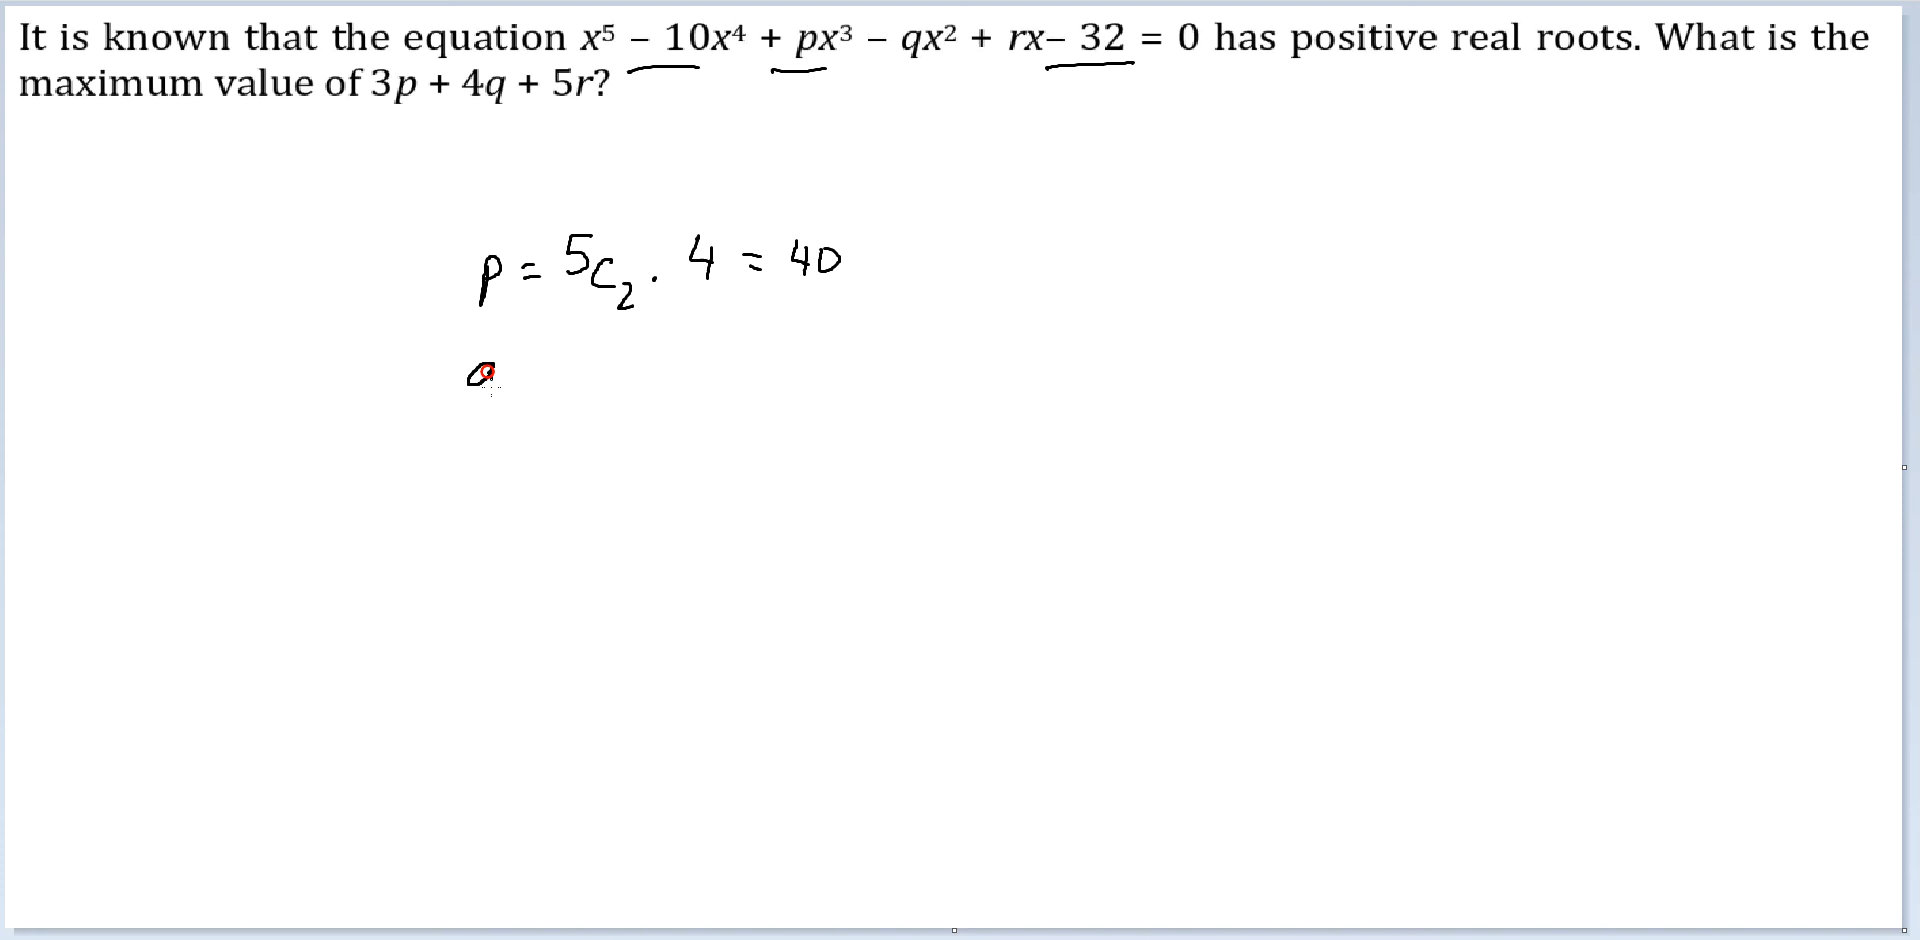 It is known that the equation x⁵ – 10x⁴ + px³ – qx² + rx– 32 = 0 has positive real roots. What is the
maximum value of 3p + 4q + 5r?
p = 5C₂ . 4 = 40